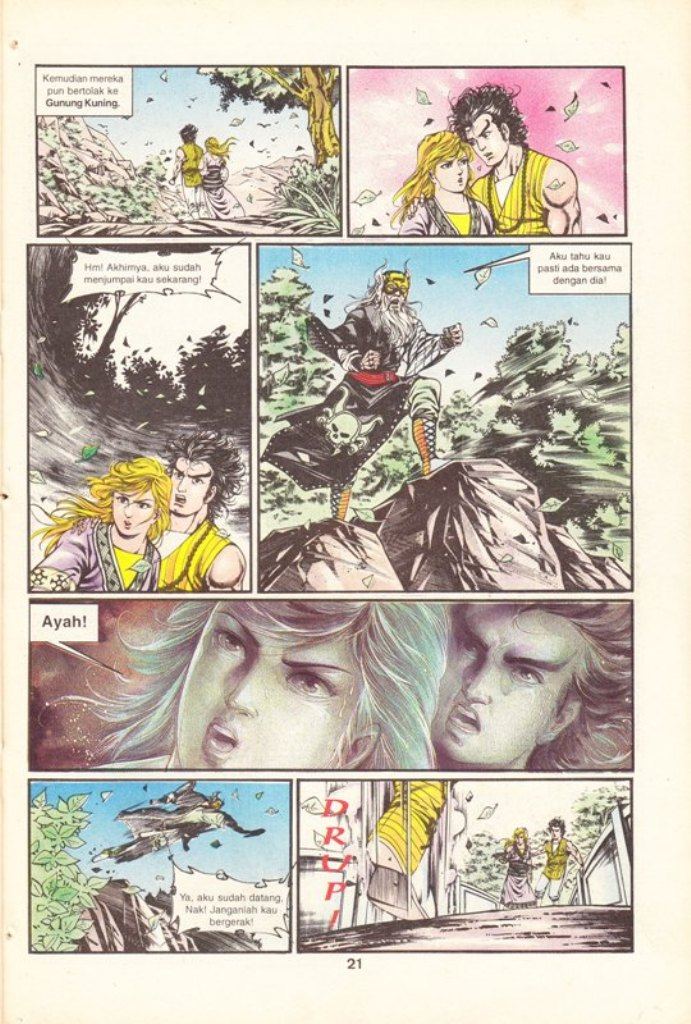 Kemudian mereka
pun bertolak ke
Gunung Kuning.
Hm! Akhirnya, aku sudah
menjumpai kau sekarang!
Aku tahu kau
pasti ada bersama
dengan dia!
Ayah!
Ya, aku sudah datang,
Nak! Janganlah kau
bergerak!
DRUP!
21